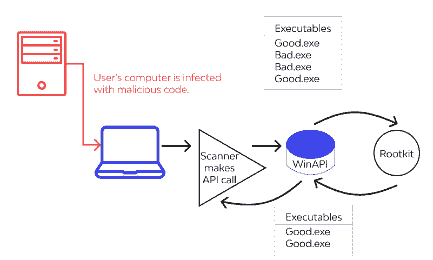 Executables
Good.exe
Bad.exe
Bad.exe
Good.exe
User's computer is infected
with malicious code.
Scanner
makes
API call
WinAPI
Rootkit
Executables
Good.exe
Good.exe